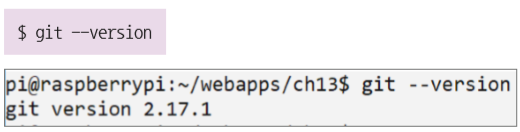 $ git --version
pi@raspberrypi:~/webapps/ch13$ git --version
git version 2.17.1